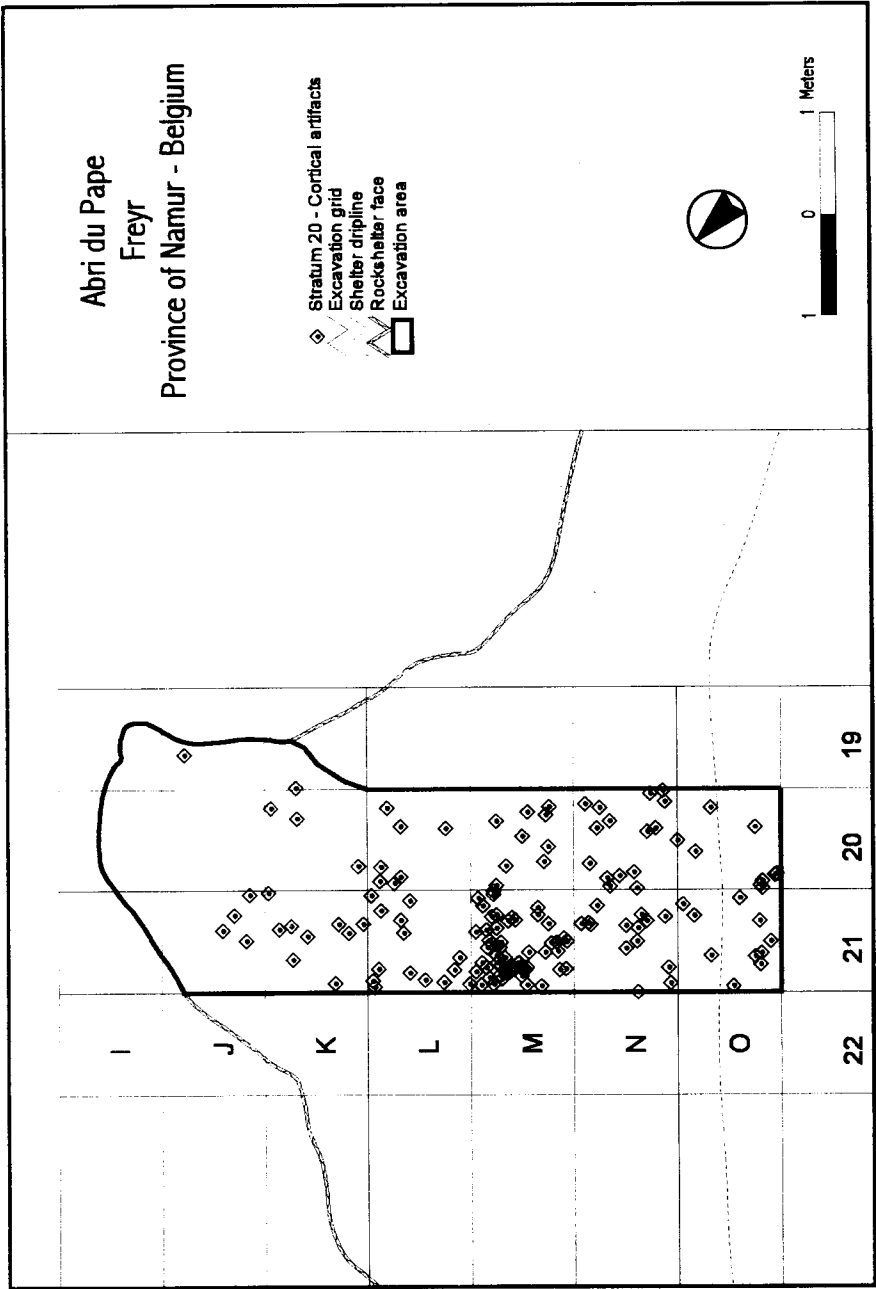 Abri du Pape
Freyr
Province of Namur - Belgium
Stratum 20 - Cortical artifacts
Excavation grid
Shelter dripline
Rockshelter face
Excavation area
1 0 1 Meters
I
J
K
L
M
N
O
22 21 20 19